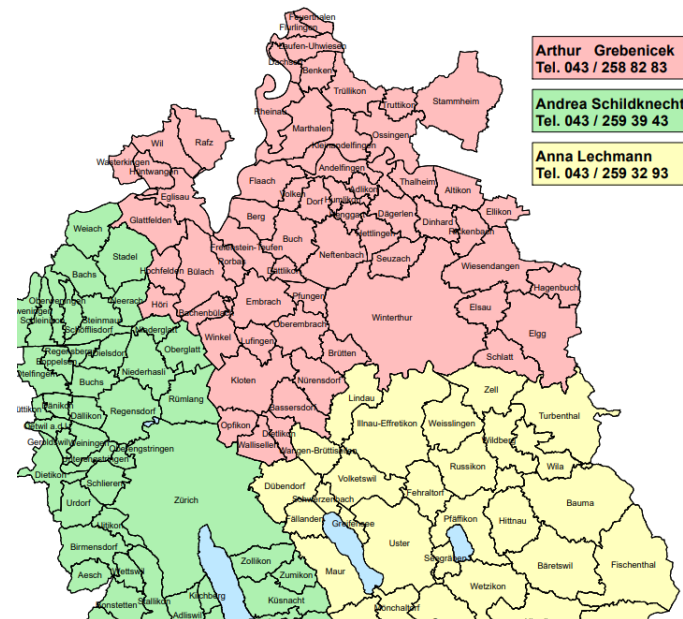 Feuerthalen
Flurlingen
Laufen-Uhwiesen
Dachsen
Benken
Arthur Grebenicek
Tel. 043 / 258 82 83
Andrea Schildknecht
Tel. 043 / 259 39 43
Anna Lechmann
Tel. 043 / 259 32 93
Trüllikon
Truttikon
Stammheim
Rheinau
Marthalen
Ossingen
Wil
Rafz
Kleinandelfingen
Wasterkingen
Hüntwangen
Andelfingen
Flaach
Thalheim
Adlikon
Altikon
Eglisau
Volken
Dorf
Humlikon
Ellikon
Glattfelden
Berg
Dägerlen
Dinhard
Rickenbach
Weiach
Buch
Hettlingen
Freienstein-Teufen
Neftenbach
Seuzach
Stadel
Rorbas
Wiesendangen
Bachs
Hochfelden
Bülach
Dättlikon
Hagenbuch
Embrach
Pfungen
Höri
Winterthur
Elsau
Neerach
Steinmaur
Bachenbülach
Oberembrach
Elgg
Schöfflisdorf
Niederglatt
Winkel
Lufingen
Oberglatt
Brütten
Schlatt
Niederhasli
Kloten
Nürensdorf
Buchs
Zell
Rümlang
Lindau
Bassersdorf
Regensdorf
Dällikon
Turbenthal
Illnau-Effretikon
Weisslingen
Opfikon
Dietlikon
Wallisellen
Wildberg
Geroldswil
Weiningen
Oberengstringen
Wangen-Brüttisellen
Unterengstringen
Russikon
Wila
Dietikon
Schlieren
Dübendorf
Volketswil
Fehraltorf
Zürich
Schwerzenbach
Bauma
Urdorf
Fällanden
Greifensee
Pfäffikon
Hittnau
Uitikon
Uster
Birmensdorf
Zollikon
Seegräben
Bäretswil
Fischenthal
Aesch
Wettswil
Zumikon
Maur
Wetzikon
Kilchberg
Küsnacht
Bonstetten
Stallikon
Adliswil
Mönchaltorf